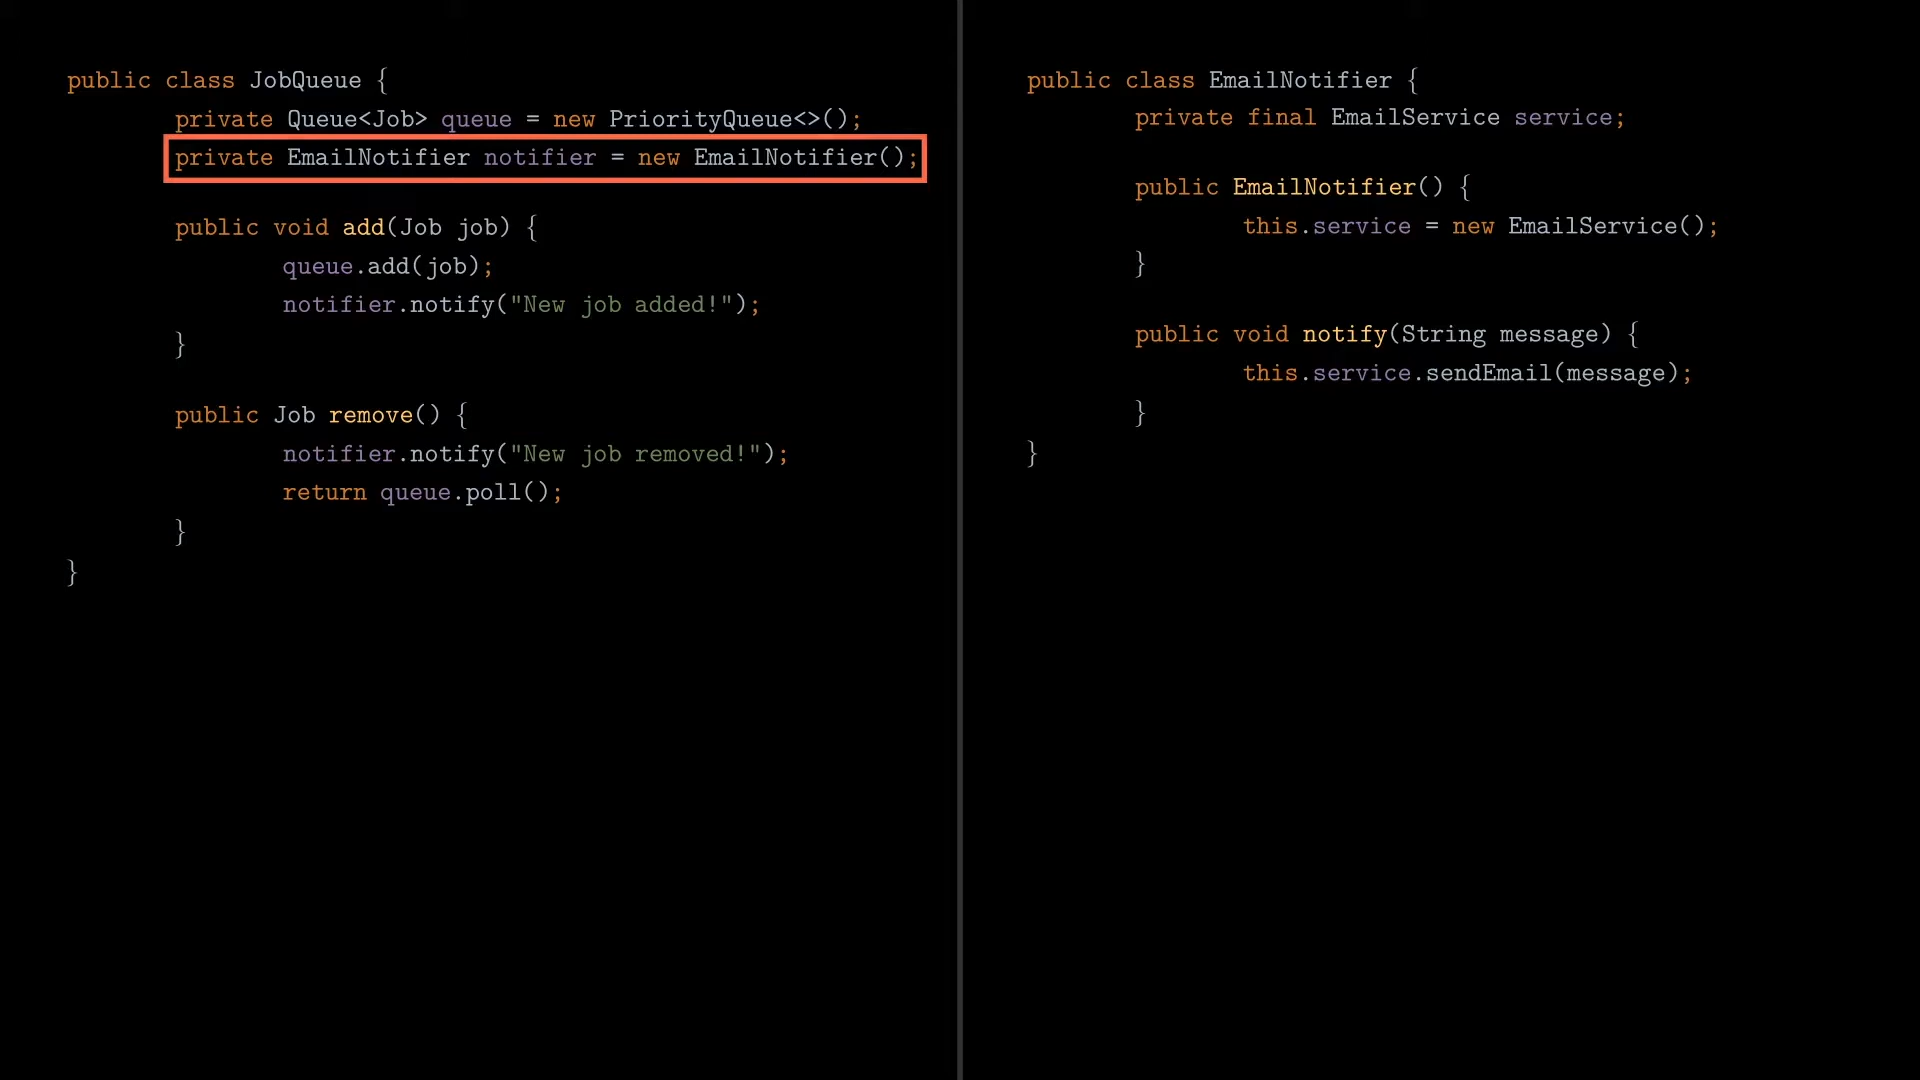 public class JobQueue {
private Queue<Job> queue = new PriorityQueue<>();
private EmailNotifier notifier = new EmailNotifier();
public void add(Job job) {
queue.add(job);
notifier.notify("New job added!");
}
public Job remove() {
notifier.notify("New job removed!");
return queue.poll();
}
}
public class EmailNotifier {
private final EmailService service;
public EmailNotifier() {
this.service = new EmailService();
}
public void notify(String message) {
this.service.sendEmail(message);
}
}